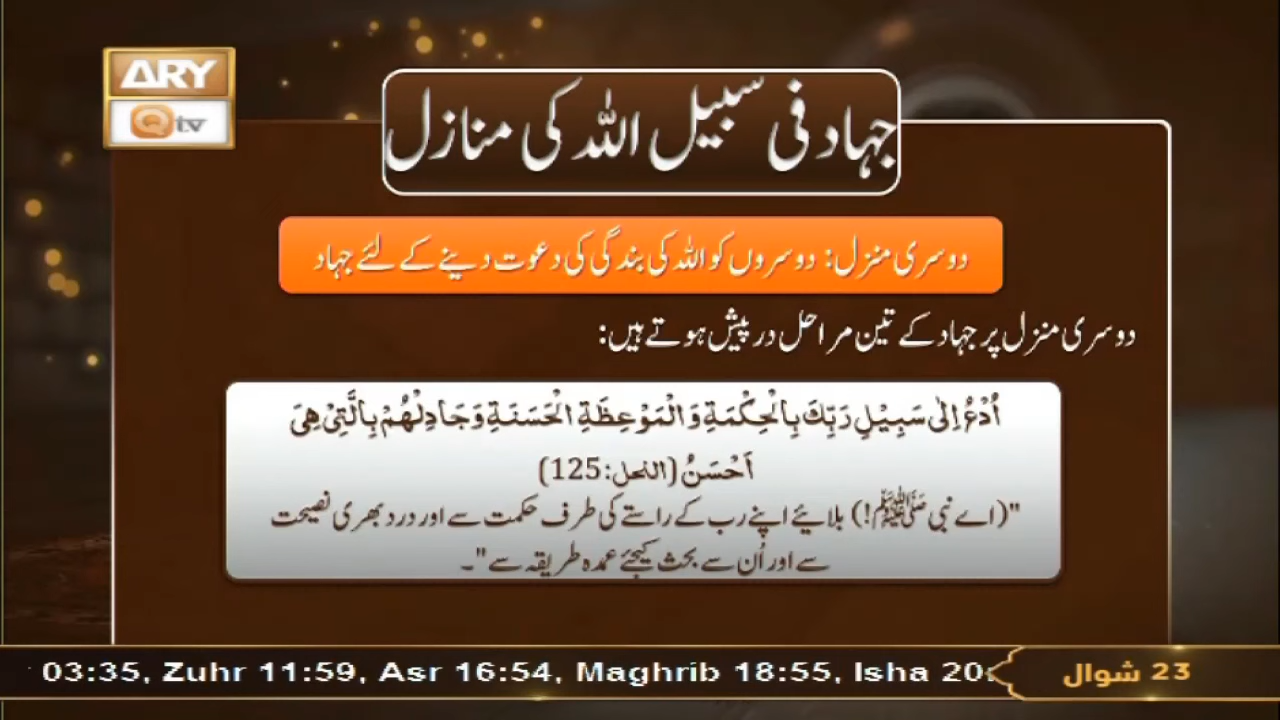 ARY
Qtv
جہاد فی سبیل اللہ کی منازل
دوسری منزل: دوسروں کو اللہ کی بندگی کی دعوت دینے کے لئے جہاد
دوسری منزل پر جہاد کے تین مراحل درپیش ہوتے ہیں:
اُدْعُ اِلٰی سَبِیْلِ رَبِّكَ بِالْحِكْمَةِ وَالْمَوْعِظَةِ الْحَسَنَةِ وَجَادِلْهُمْ بِالَّتِیْ هِیَ
اَحْسَنُ (النحل:125)
"(اے نبی ﷺ!) بلائیے اپنے رب کے راستے کی طرف حکمت سے اور درد بھری نصیحت
سے اور اُن سے بحث کیجئے عمدہ طریقہ سے"۔
03:35, Zuhr 11:59, Asr 16:54, Maghrib 18:55, Isha 20
23 شوال